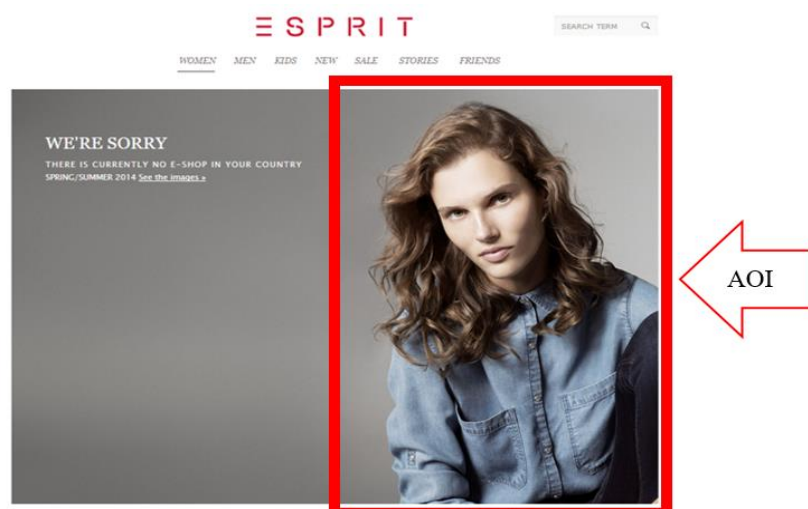 ESPRIT
SEARCH TERM
WOMEN MEN KIDS NEW SALE STORIES FRIENDS
WE'RE SORRY
THERE IS CURRENTLY NO E-SHOP IN YOUR COUNTRY
SPRING/SUMMER 2014 See the images »
AOI